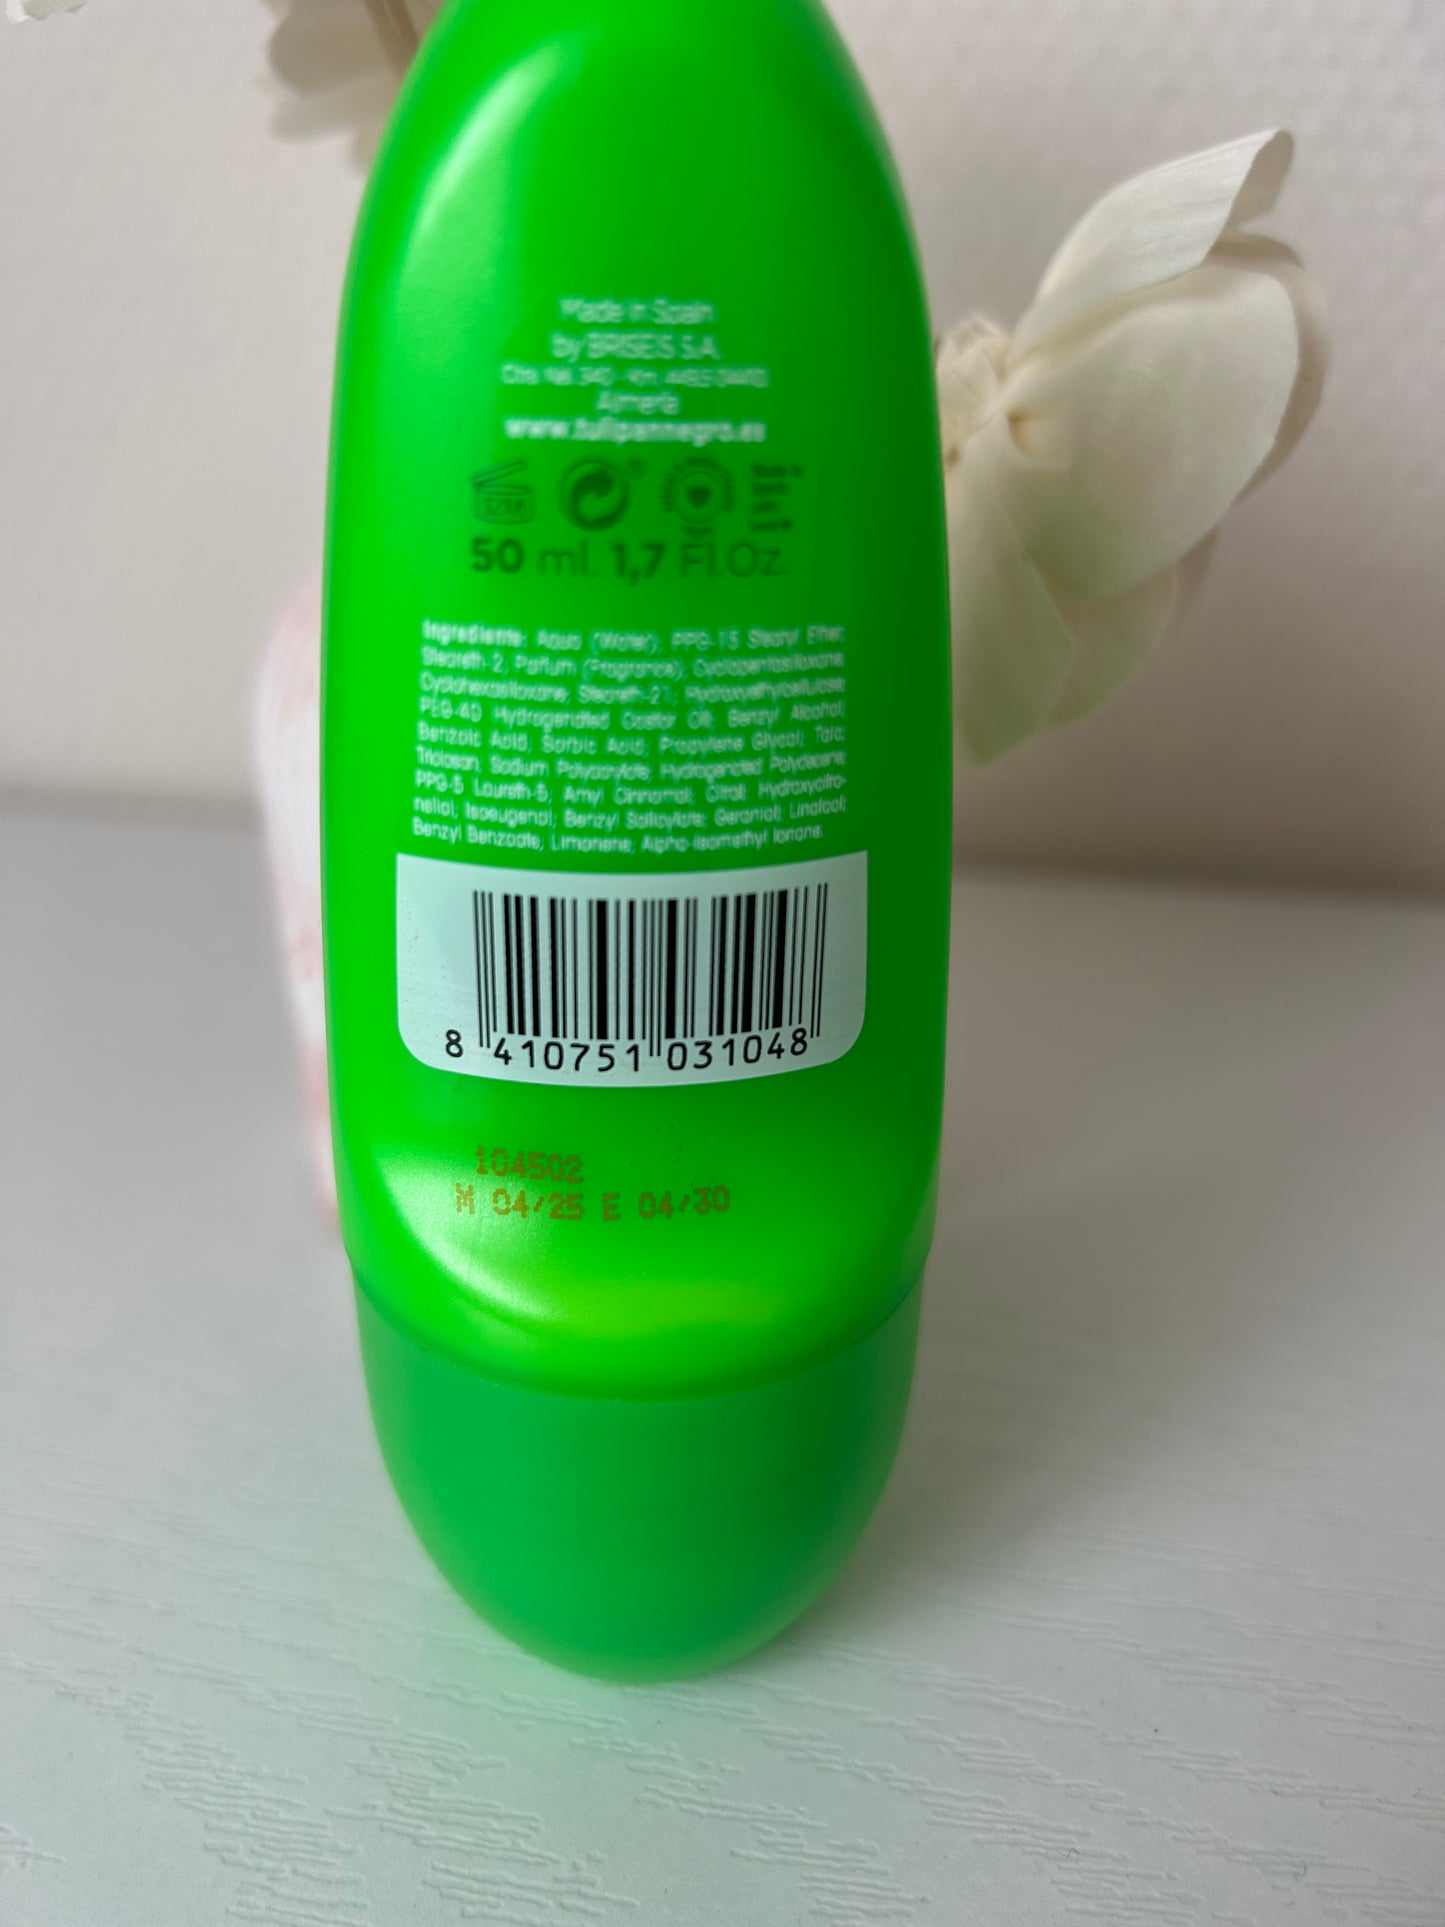 Made in Spain
by BRISEIS S.A.
Almería
www.tulipannegro.es
12M
50 ml. 1,7 Fl.Oz.
Ingredients: Aqua (Water); PPG-15 Stearyl Ether;
Steareth-2; Parfum (Fragrance); Cyclopentasiloxane;
Cyclohexasiloxane; Steareth-21; Hydroxyethylcellulose
PEG-40 Hydrogenated Castor Oil; Benzyl Alcohol;
Benzoic Acid; Sorbic Acid; Propylene Glycol; Talc;
Triclosan; Sodium Polyacrylate; Hydrogenated Polydecene;
PPG-5 Laureth-5; Amyl Cinnamal; Citral; Hydroxycitro-
nellal; Isoeugenol; Benzyl Salicylate; Geraniol; Linalool;
Benzyl Benzoate; Limonene; Alpha-Isomethyl Ionone.
8 410751 031048
104502
M 04/25 E 04/30